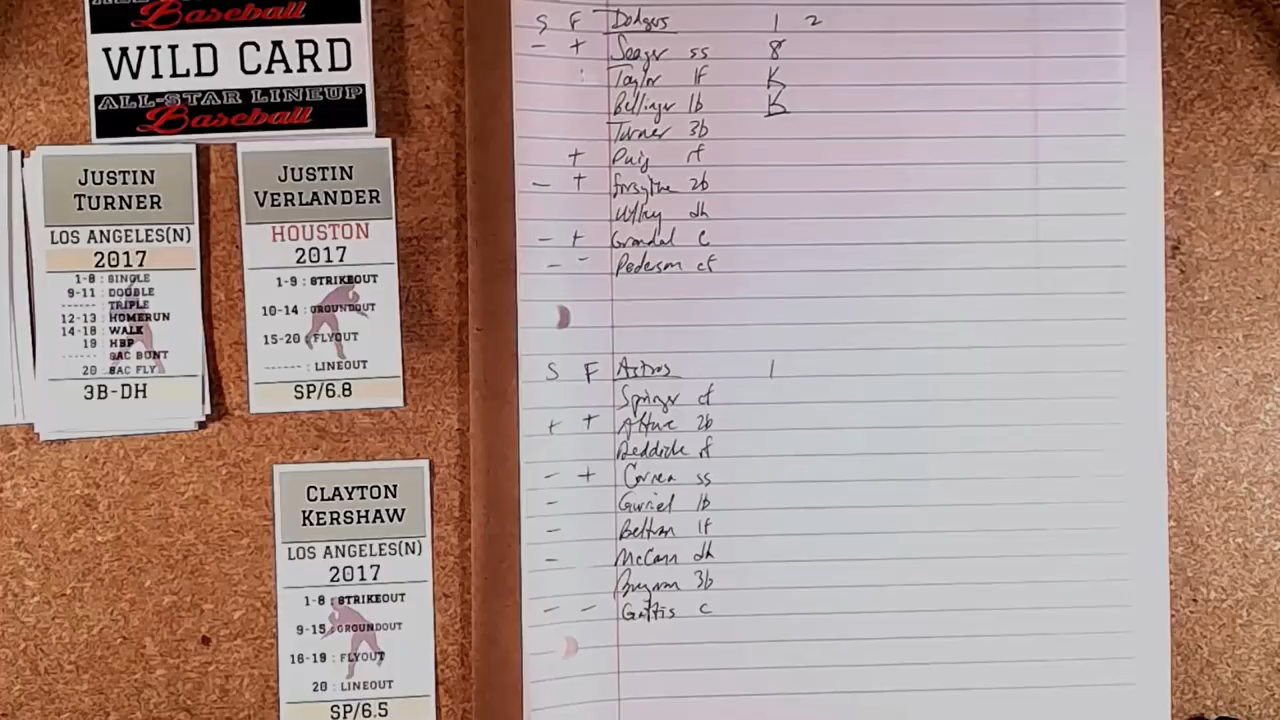 Baseball
WILD CARD
ALL-STAR LINEUP
Baseball
JUSTIN
TURNER
LOS ANGELES(N)
2017
1-8 : SINGLE
9-11 : DOUBLE
------ : TRIPLE
12-13 : HOMERUN
14-18 : WALK
19 : HBP
------ : SAC BUNT
20 : SAC FLY
3B-DH
JUSTIN
VERLANDER
HOUSTON
2017
1-9 : STRIKEOUT
10-14 : GROUNDOUT
15-20 : FLYOUT
------ : LINEOUT
SP/6.8
CLAYTON
KERSHAW
LOS ANGELES(N)
2017
1-8 : STRIKEOUT
9-15 : GROUNDOUT
16-19 : FLYOUT
20 : LINEOUT
SP/6.5
S F Dodgers 1 2
- + Seager ss 8
Taylor lf K
Bellinger 1b K
Turner 3b
+ Puig rf
- + Forsythe 2b
Utley dh
- + Grandal c
- - Pederson cf
S F Astros 1
Springer cf
+ + Altuve 2b
Reddick rf
- + Correa ss
- Gurriel 1b
- Beltran lf
- McCann dh
Bregman 3b
- - Gattis c